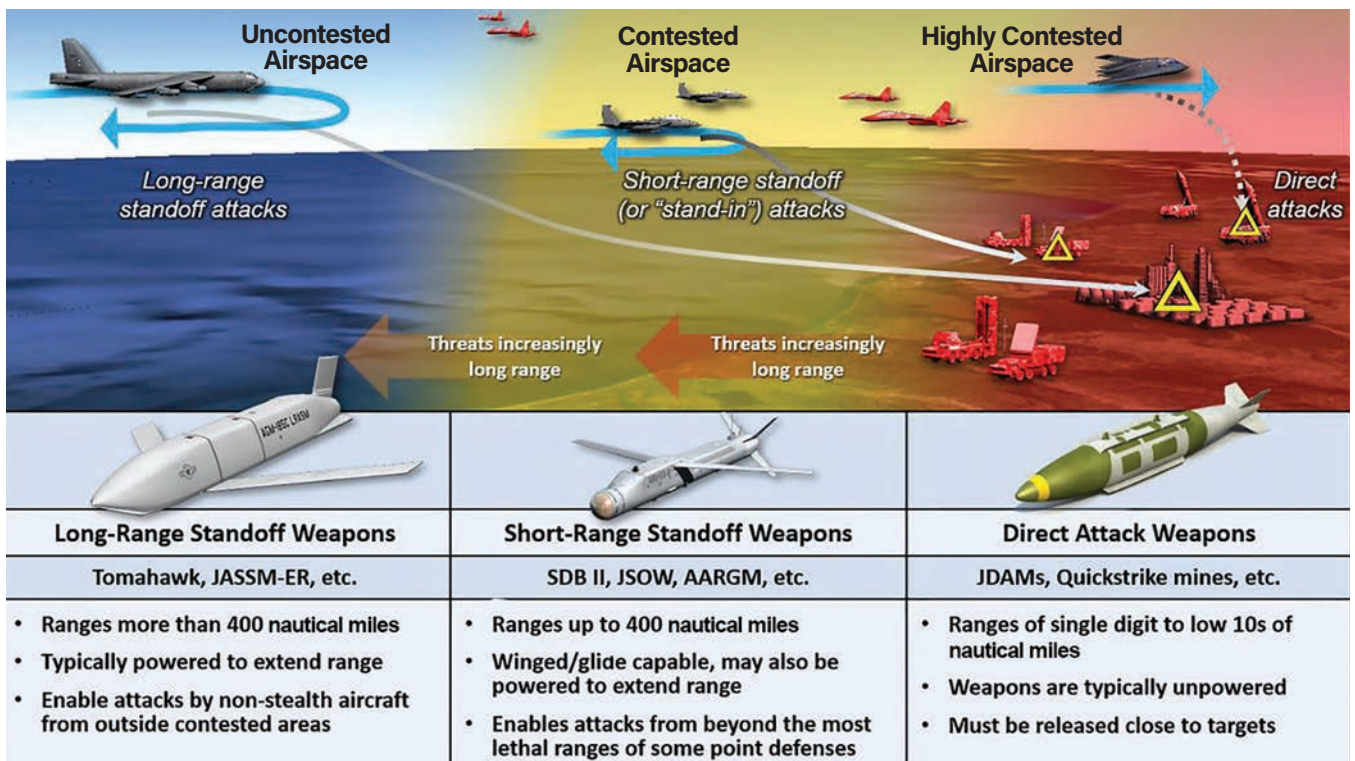 Uncontested
Airspace
Contested
Airspace
Highly Contested
Airspace
Long-range
standoff attacks
Short-range standoff
(or “stand-in”) attacks
Direct
attacks
Threats increasingly
long range
Threats increasingly
long range
AGM-158C LRASM
Long-Range Standoff Weapons
Short-Range Standoff Weapons
Direct Attack Weapons
Tomahawk, JASSM-ER, etc.
SDB II, JSOW, AARGM, etc.
JDAMs, Quickstrike mines, etc.
• Ranges more than 400 nautical miles
• Typically powered to extend range
• Enable attacks by non-stealth aircraft
from outside contested areas
• Ranges up to 400 nautical miles
• Winged/glide capable, may also be
powered to extend range
• Enables attacks from beyond the most
lethal ranges of some point defenses
• Ranges of single digit to low 10s of
nautical miles
• Weapons are typically unpowered
• Must be released close to targets